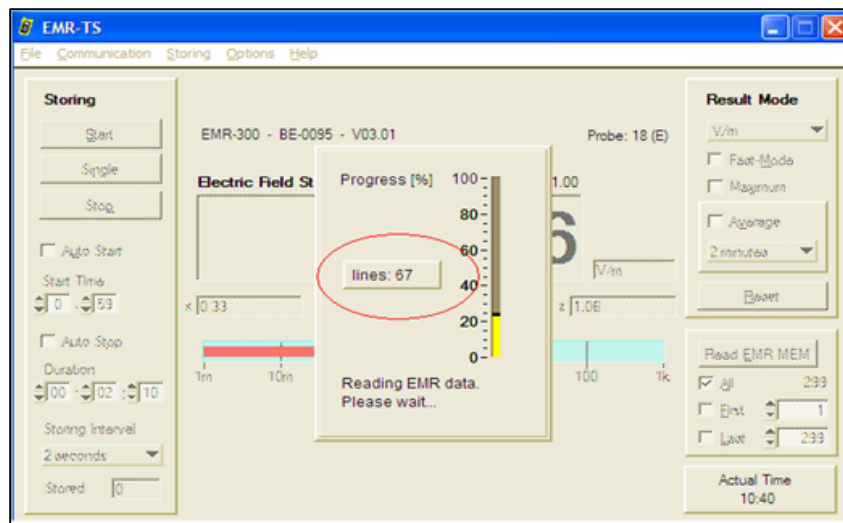 EMR-TS
File Communication Storing Options Help
Storing
Start
Single
Stop
Auto Start
Start Time
0 . 59
Auto Stop
Duration
00 : 02 : 10
Storing Interval
2 seconds
Stored 0
EMR-300 - BE-0095 - V03.01 Probe: 18 (E)
Electric Field St 1.00
6
V/m
x 0.33 z 1.06
1m 10m 100 1k
Progress [%]
100
80
60
40
20
0
lines: 67
Reading EMR data.
Please wait...
Result Mode
V/m
Fast-Mode
Maximum
Average
2 minutes
Reset
Read EMR MEM
All 299
First 1
Last 299
Actual Time
10:40